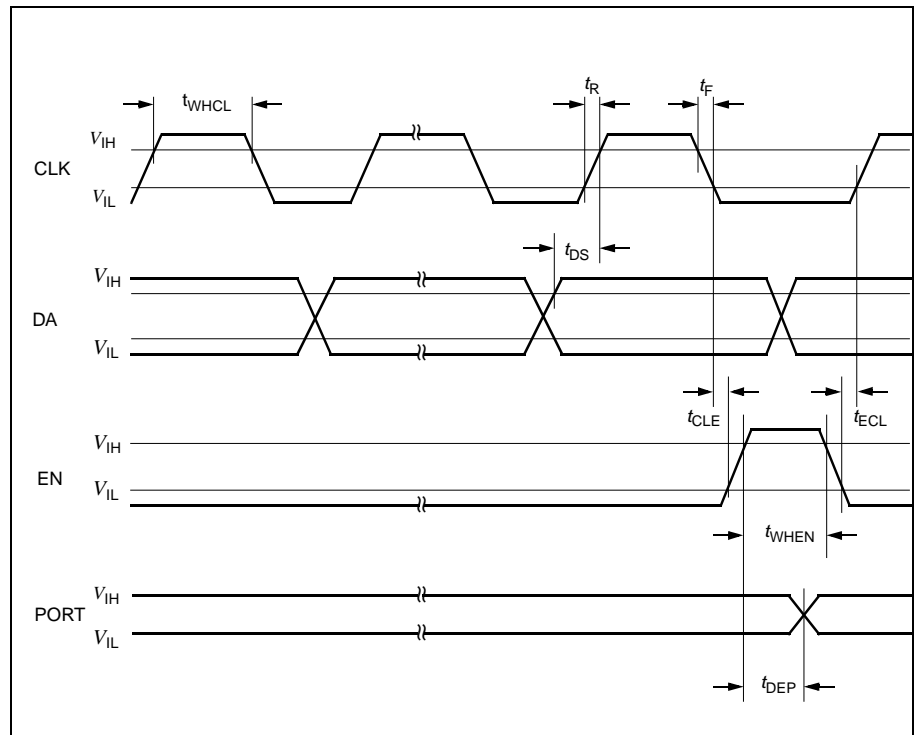 tWHCL
tR
tF
VIH
CLK
VIL
tDS
VIH
DA
VIL
tCLE
tECL
VIH
EN
VIL
tWHEN
VIH
PORT
VIL
tDEP